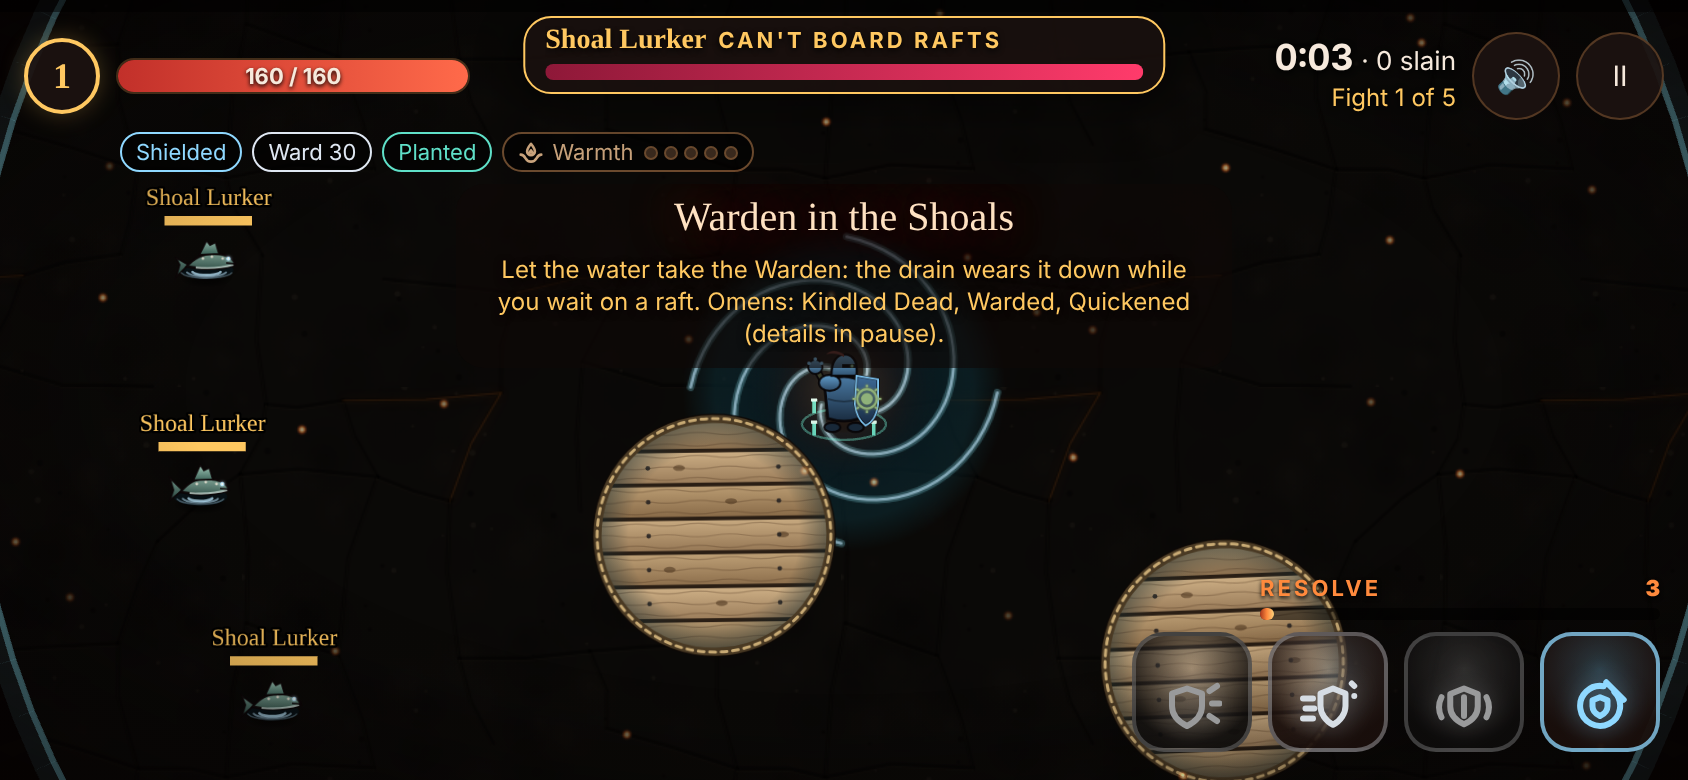 1
160 / 160
Shoal Lurker CAN'T BOARD RAFTS
0:03 · 0 slain
Fight 1 of 5
Shielded
Ward 30
Planted
Warmth
Shoal Lurker
Warden in the Shoals
Let the water take the Warden: the drain wears it down while
you wait on a raft. Omens: Kindled Dead, Warded, Quickened
(details in pause).
Shoal Lurker
RESOLVE 3
Shoal Lurker